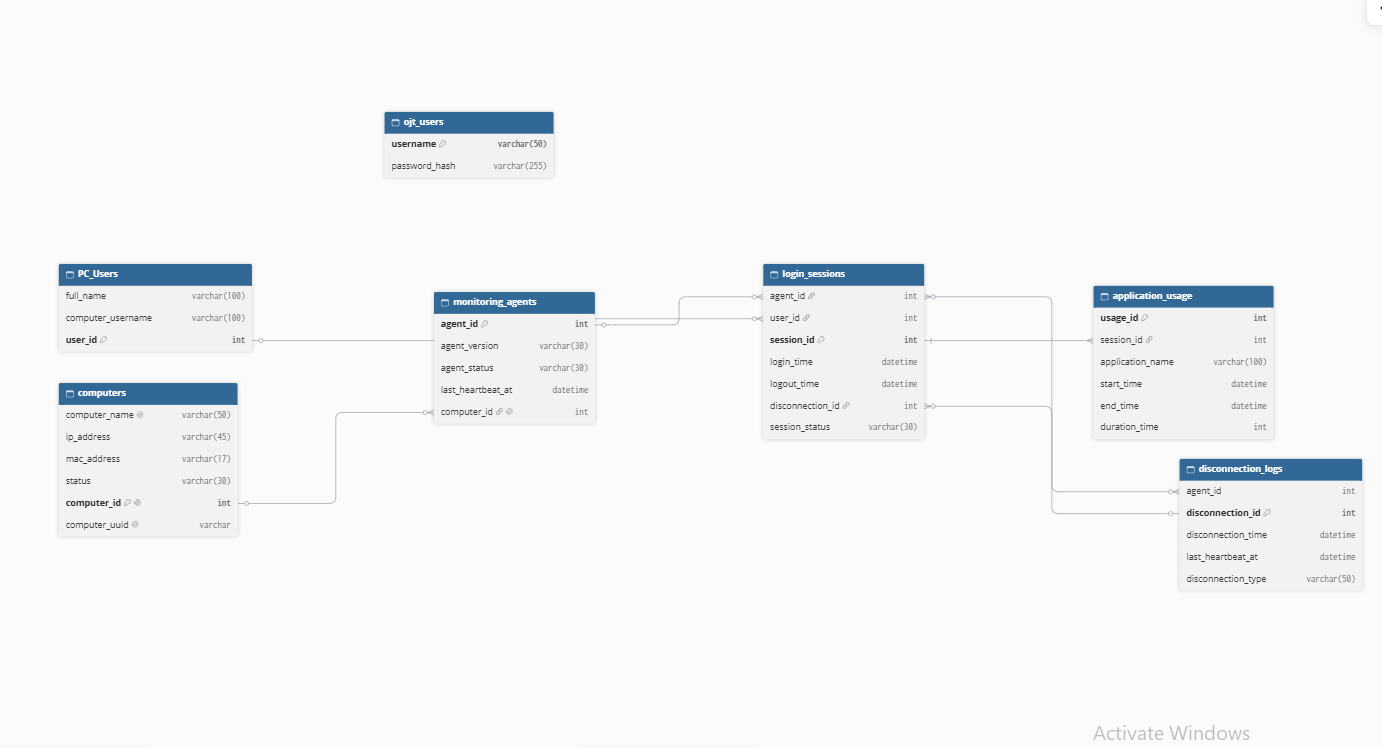 ojt_users
username varchar(50)
password_hash varchar(255)
PC_Users
full_name varchar(100)
computer_username varchar(100)
user_id int
computers
computer_name varchar(50)
ip_address varchar(45)
mac_address varchar(17)
status varchar(30)
computer_id int
computer_uuid varchar
monitoring_agents
agent_id int
agent_version varchar(30)
agent_status varchar(30)
last_heartbeat_at datetime
computer_id int
login_sessions
agent_id int
user_id int
session_id int
login_time datetime
logout_time datetime
disconnection_id int
session_status varchar(30)
application_usage
usage_id int
session_id int
application_name varchar(100)
start_time datetime
end_time datetime
duration_time int
disconnection_logs
agent_id int
disconnection_id int
disconnection_time datetime
last_heartbeat_at datetime
disconnection_type varchar(50)
Activate Windows